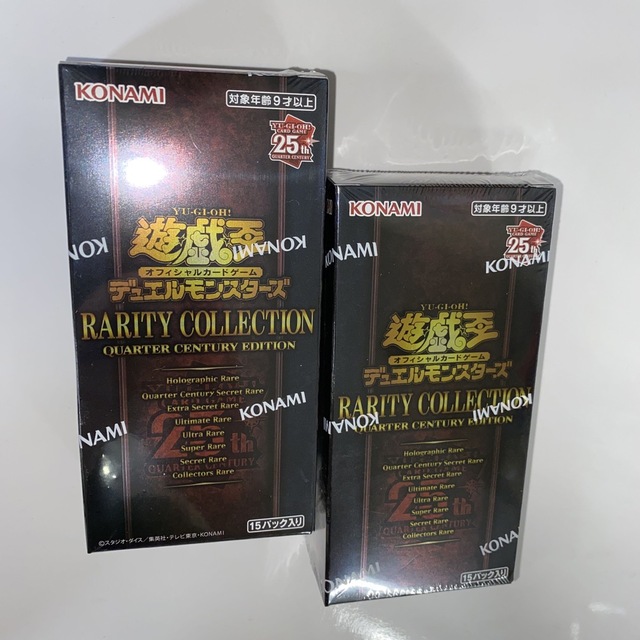 KONAMI
対象年齢9才以上
YU-GI-OH!
CARD GAME
25th
QUARTER CENTURY
YU-GI-OH!
遊戯王
オフィシャルカードゲーム
デュエルモンスターズ
RARITY COLLECTION
QUARTER CENTURY EDITION
Holographic Rare
Quarter Century Secret Rare
Extra Secret Rare
Ultimate Rare
Ultra Rare
Super Rare
Secret Rare
Collectors Rare
25th
QUARTER CENTURY
KONAMI
KONAMI
15パック入り
©スタジオ・ダイス/集英社・テレビ東京・KONAMI
KONAMI
対象年齢9才以上
YU-GI-OH!
CARD GAME
25th
YU-GI-OH!
遊戯王
オフィシャルカードゲーム
デュエルモンスターズ
RARITY COLLECTION
QUARTER CENTURY EDITION
Holographic Rare
Quarter Century Secret Rare
Extra Secret Rare
Ultimate Rare
Ultra Rare
Super Rare
Secret Rare
Collectors Rare
25th
QUARTER CENTURY
KONAMI
15パック入り